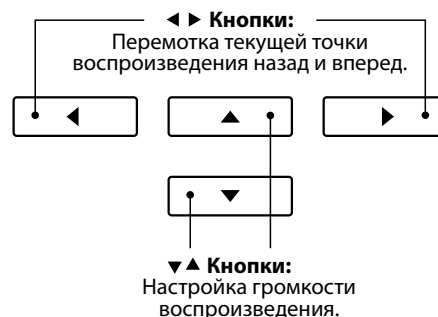 ◀ ▶ Кнопки:
Перемотка текущей точки
воспроизведения назад и вперед.
◀
▲
▶
▼
▼▲ Кнопки:
Настройка громкости
воспроизведения.